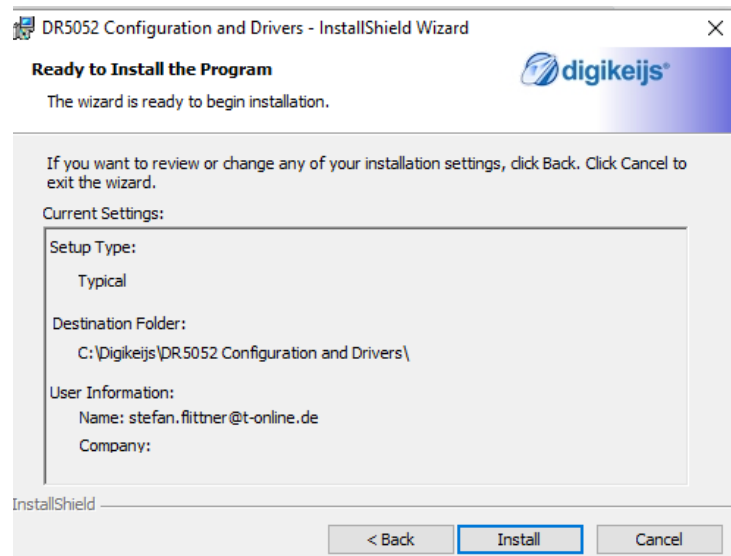 DR5052 Configuration and Drivers - InstallShield Wizard
Ready to Install the Program
digikeijs®
The wizard is ready to begin installation.
If you want to review or change any of your installation settings, click Back. Click Cancel to
exit the wizard.
Current Settings:
Setup Type:
Typical
Destination Folder:
C:\Digikeijs\DR5052 Configuration and Drivers\
User Information:
Name: stefan.flittner@t-online.de
Company:
InstallShield
< Back
Install
Cancel